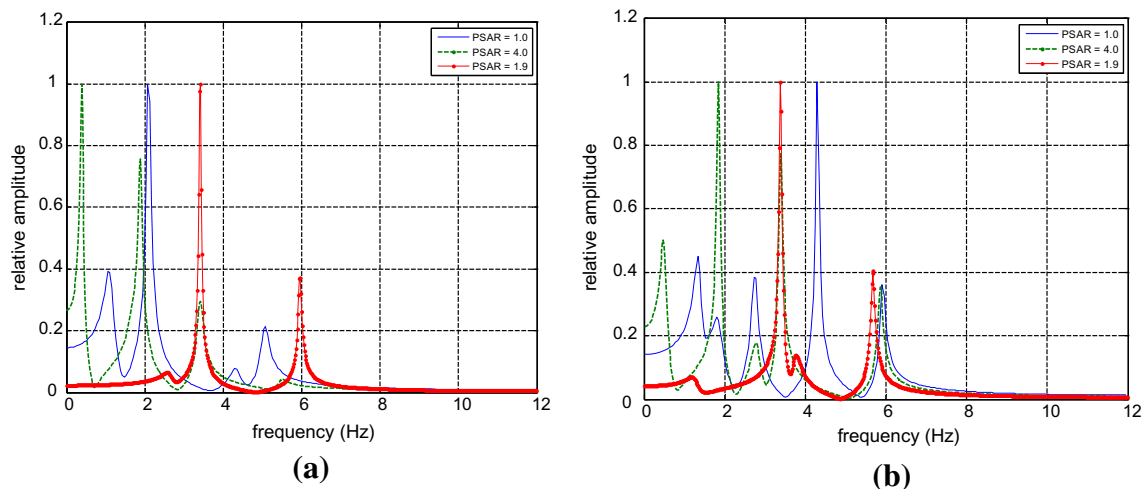 1.2
1
0.8
0.6
0.4
0.2
0
relative amplitude
PSAR = 1.0
PSAR = 4.0
PSAR = 1.9
0 2 4 6 8 10 12
frequency (Hz)
(a)
1.2
1
0.8
0.6
0.4
0.2
0
relative amplitude
PSAR = 1.0
PSAR = 4.0
PSAR = 1.9
0 2 4 6 8 10 12
frequency (Hz)
(b)